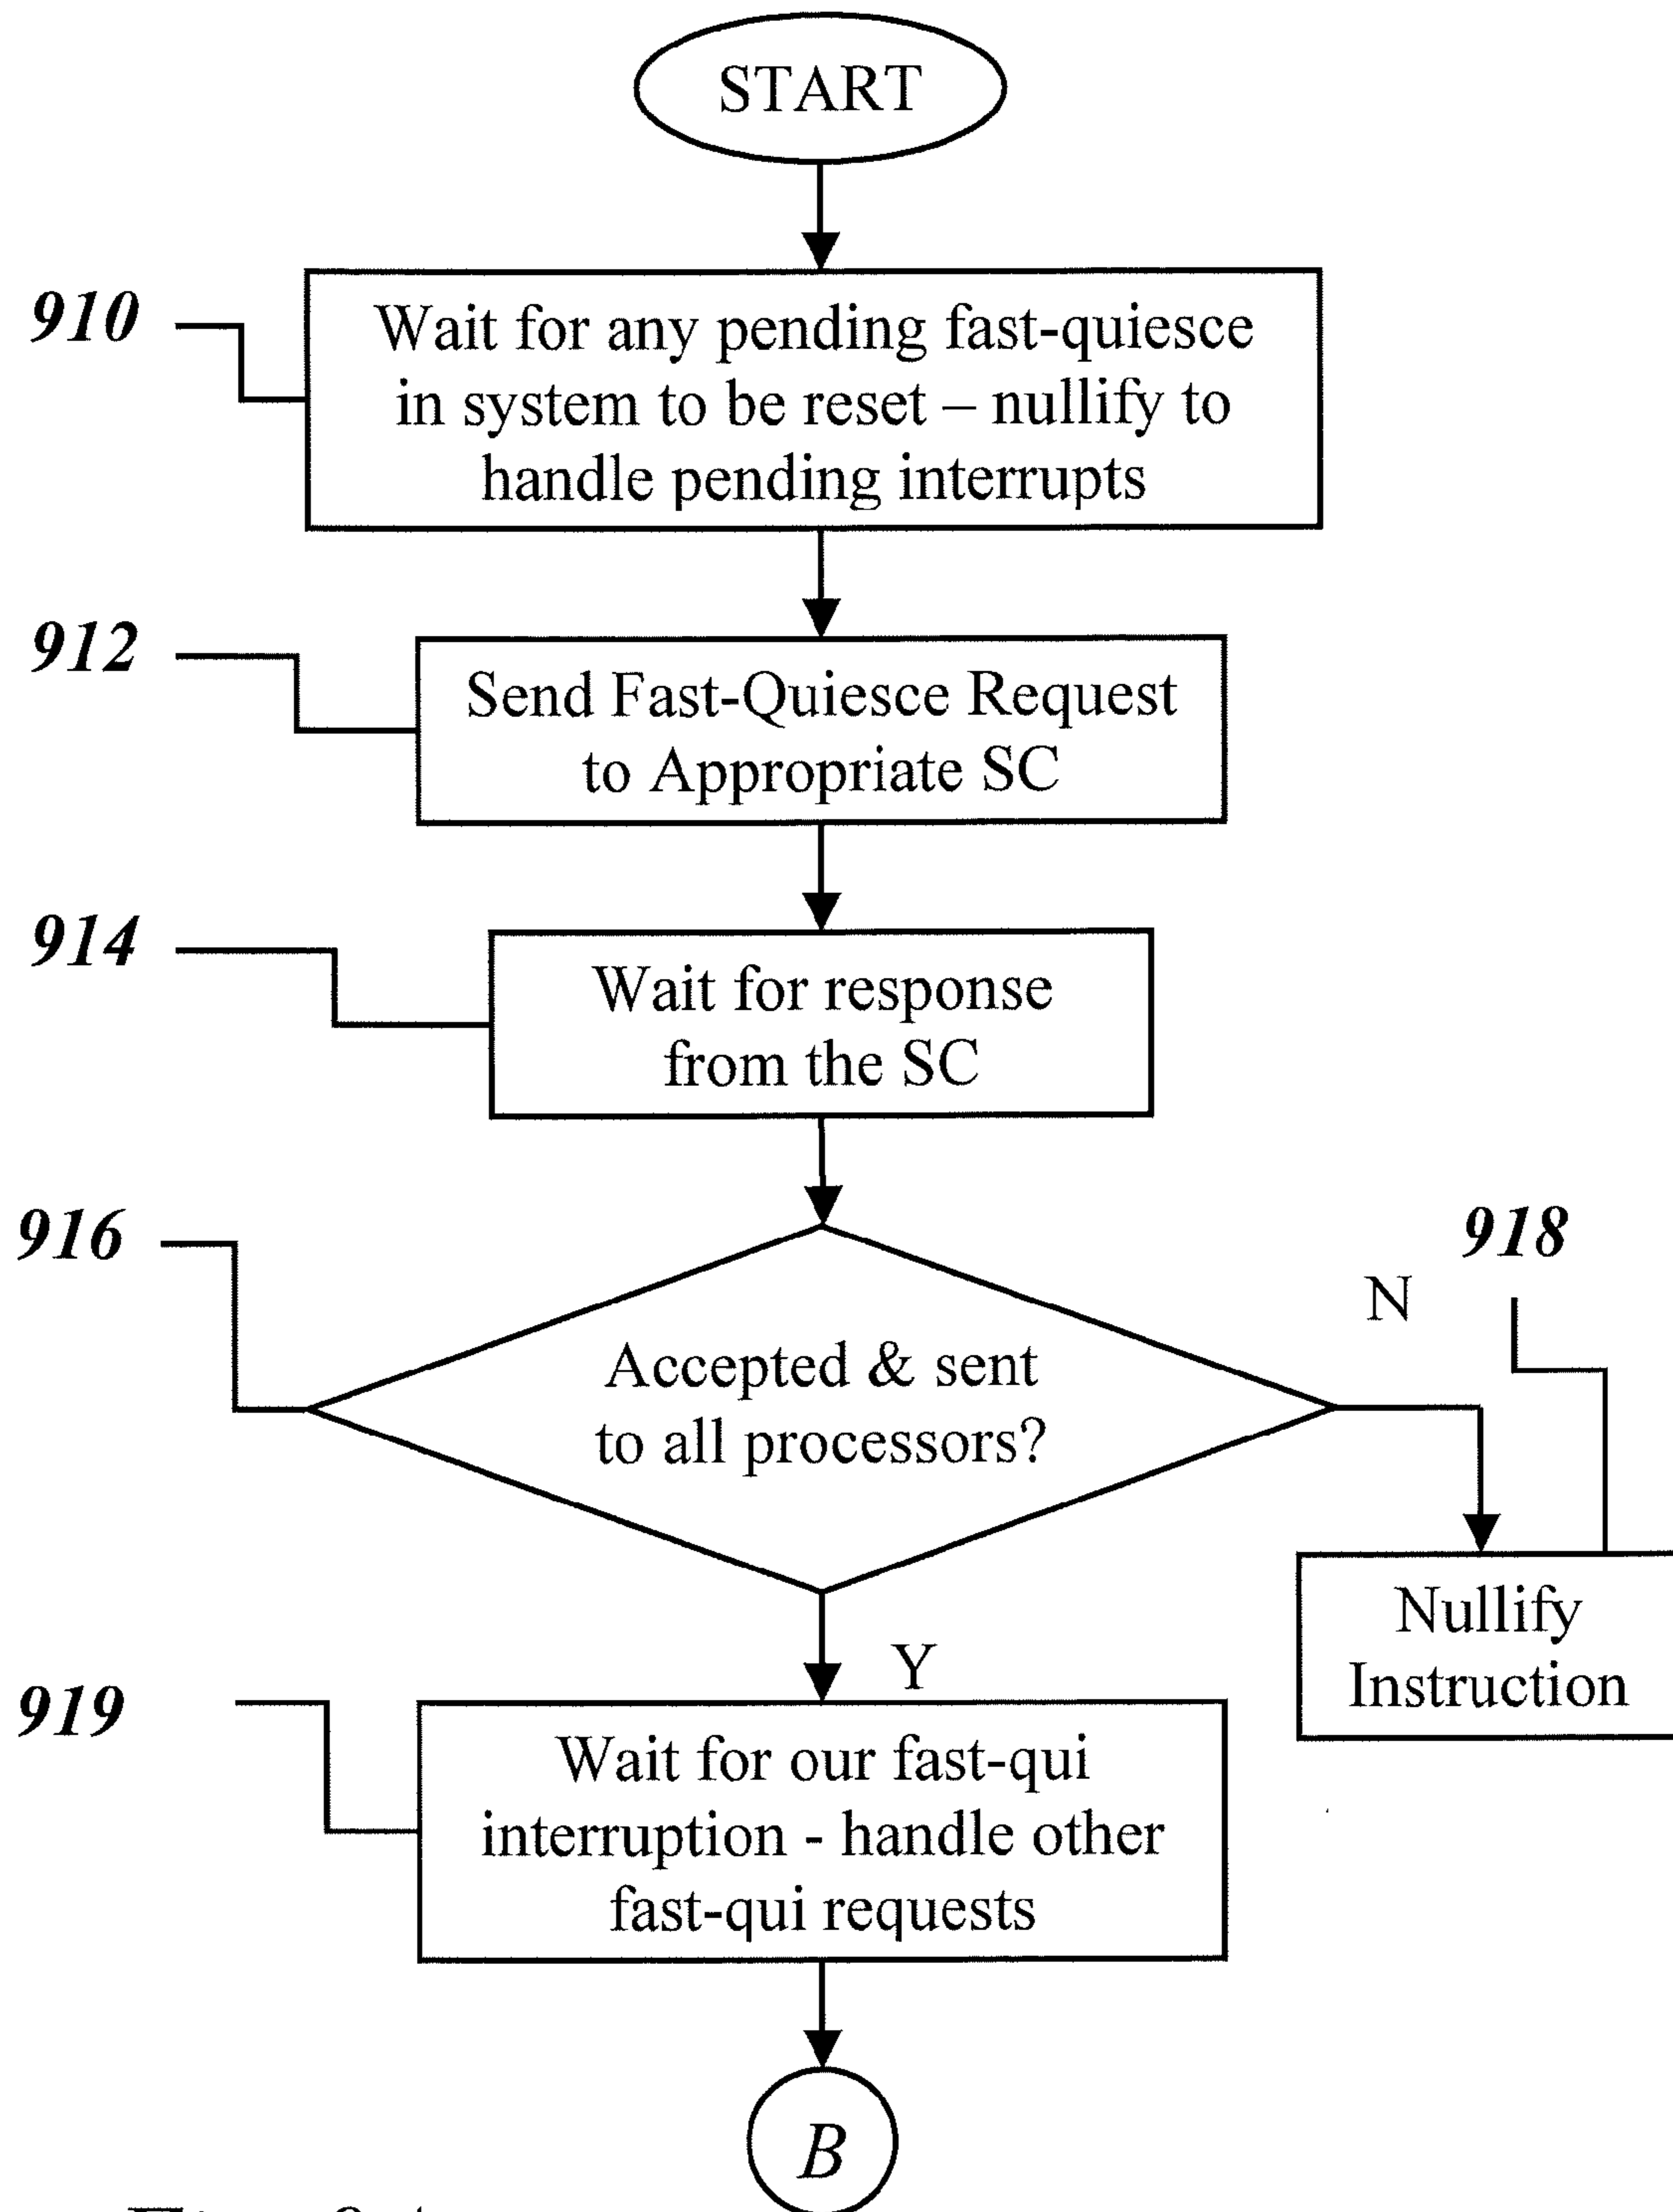 START
910
Wait for any pending fast-quiesce
in system to be reset – nullify to
handle pending interrupts
912
Send Fast-Quiesce Request
to Appropriate SC
914
Wait for response
from the SC
916
Accepted & sent
to all processors?
N
918
Nullify
Instruction
Y
919
Wait for our fast-qui
interruption - handle other
fast-qui requests
B